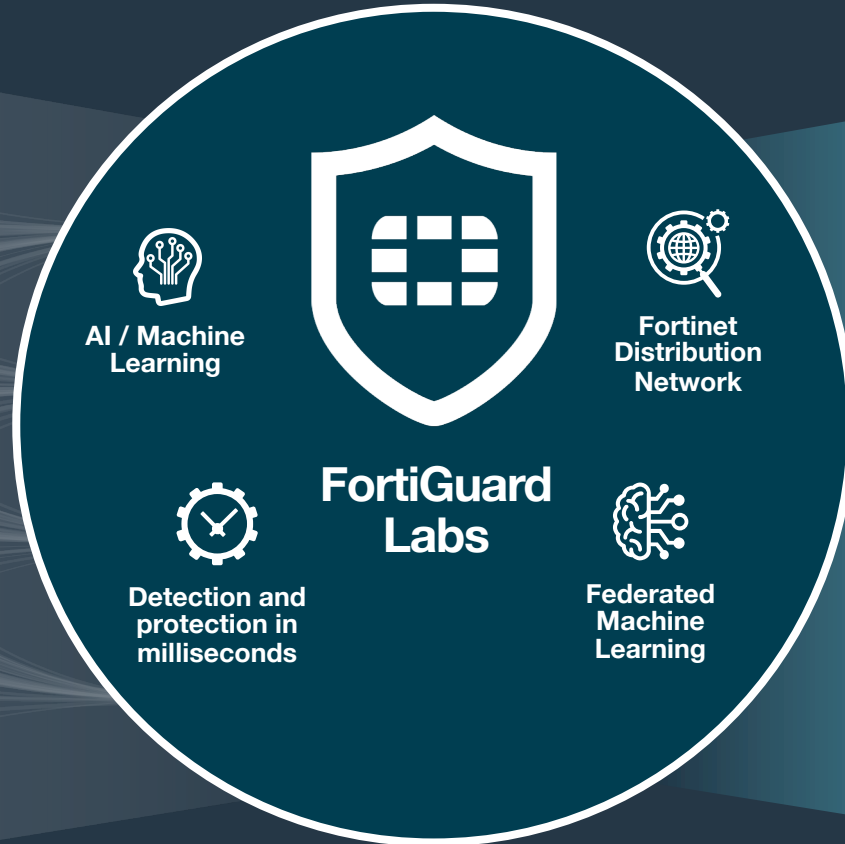 AI / Machine
Learning
Fortinet
Distribution
Network
FortiGuard
Labs
Detection and
protection in
milliseconds
Federated
Machine
Learning